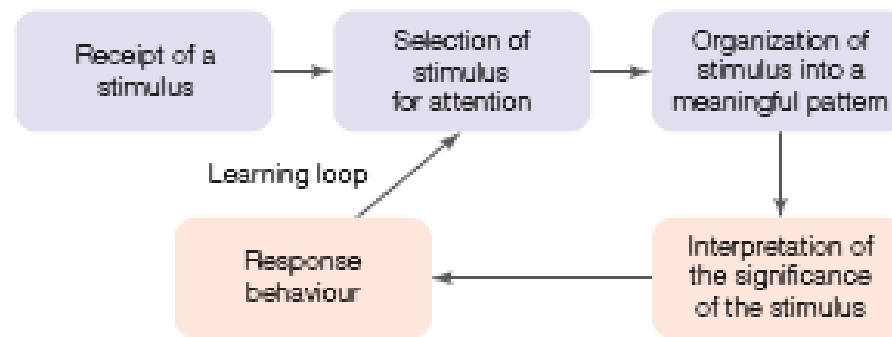 Receipt of a
stimulus
Selection of
stimulus
for attention
Organization of
stimulus into a
meaningful pattern
Learning loop
Response
behaviour
Interpretation of
the significance
of the stimulus